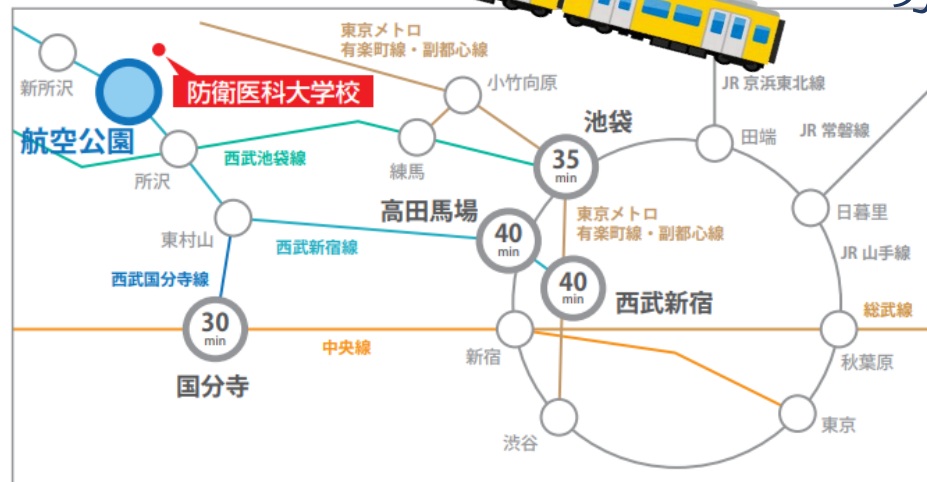 東京メトロ
有楽町線・副都心線
JR 京浜東北線
新所沢
防衛医科大学校
小竹向原
池袋
田端
JR 常磐線
航空公園
西武池袋線
練馬
35
min
所沢
高田馬場
東京メトロ
有楽町線・副都心線
日暮里
東村山
西武新宿線
40
min
JR 山手線
西武国分寺線
40
min
西武新宿
総武線
30
min
中央線
新宿
秋葉原
国分寺
渋谷
東京